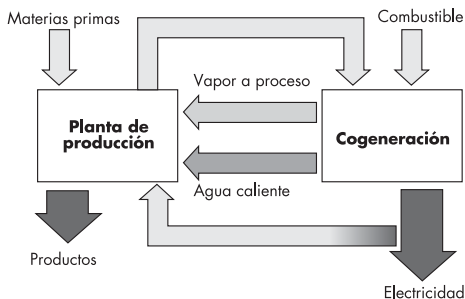 Materias primas
Combustible
Vapor a proceso
Planta de
producción
Cogeneración
Agua caliente
Productos
Electricidad